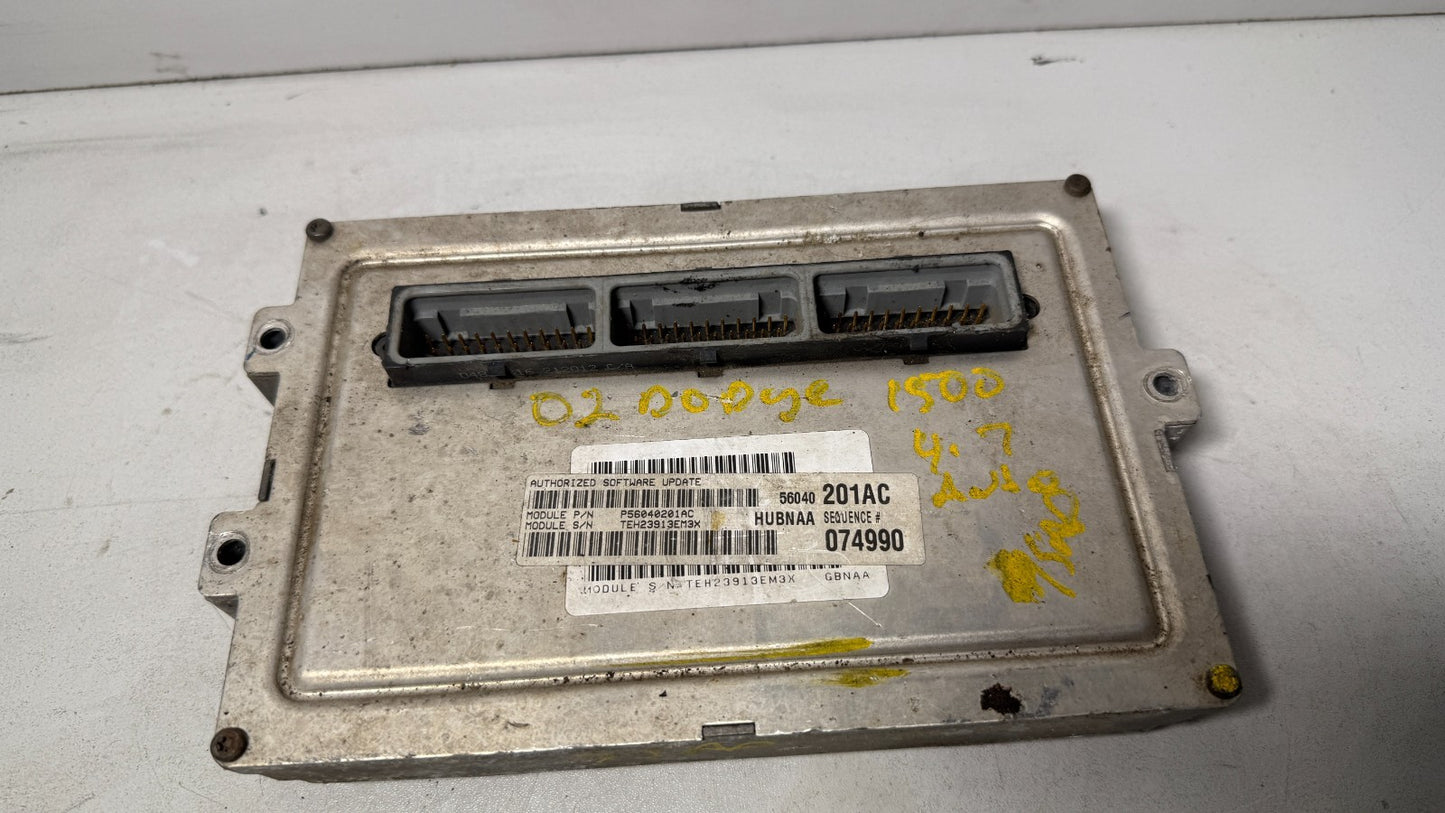 02 Dodge 1500
4.7
Auto
AUTHORIZED SOFTWARE UPDATE
56040 201AC
MODULE P/N P56040201AC
MODULE S/N TEH23913EM3X
HUBNAA SEQUENCE #
074990
MODULE S/N TEH23913EM3X GBNAA